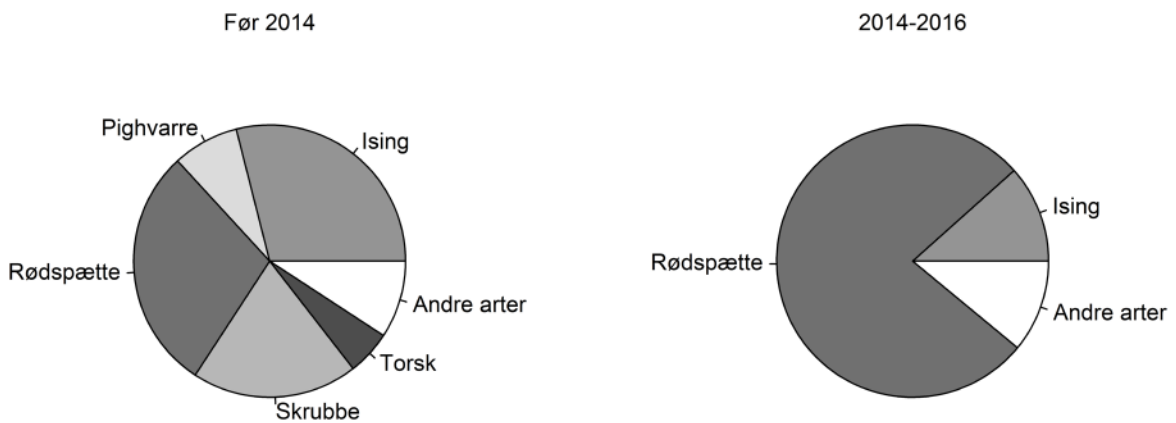 Før 2014
Pighvarre
Ising
Rødspætte
Andre arter
Torsk
Skrubbe
2014-2016
Ising
Rødspætte
Andre arter